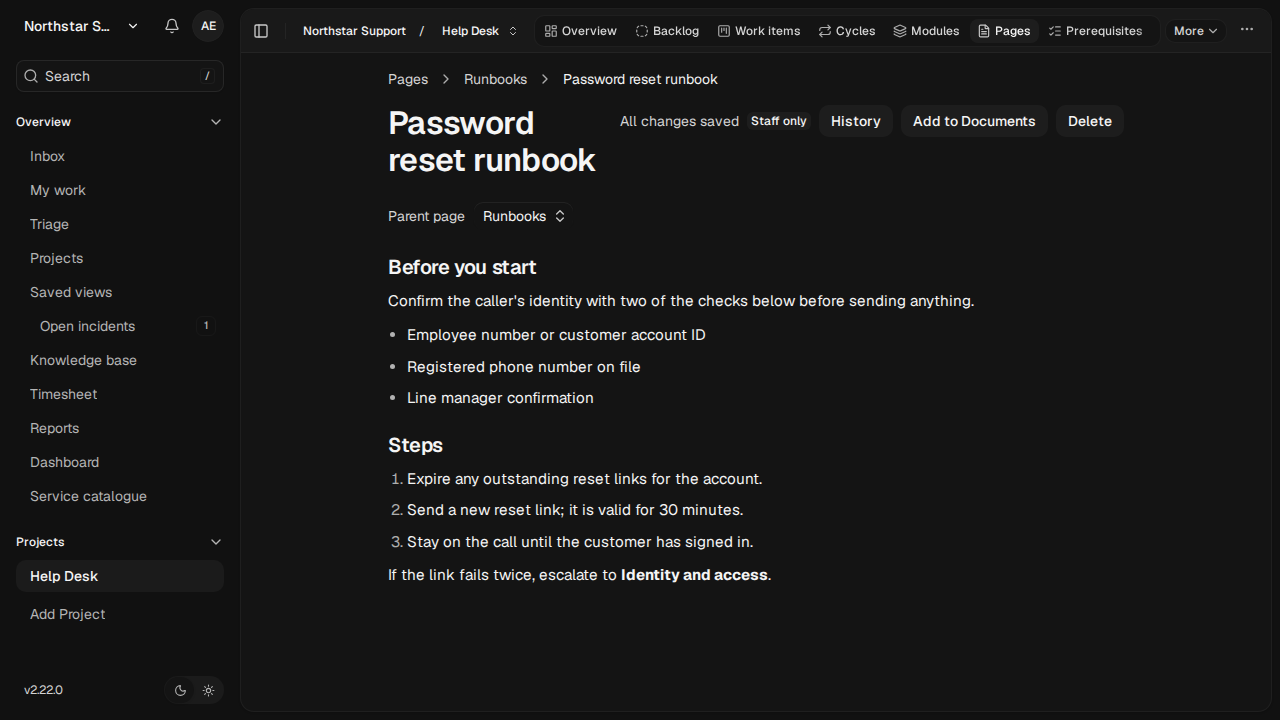 Northstar S...
AE
Search
/
Overview
Inbox
My work
Triage
Projects
Saved views
Open incidents
1
Knowledge base
Timesheet
Reports
Dashboard
Service catalogue
Projects
Help Desk
Add Project
v2.22.0
Northstar Support / Help Desk
Overview
Backlog
Work items
Cycles
Modules
Pages
Prerequisites
More
Pages > Runbooks > Password reset runbook
Password
reset runbook
All changes saved
Staff only
History
Add to Documents
Delete
Parent page
Runbooks
Before you start
Confirm the caller's identity with two of the checks below before sending anything.
• Employee number or customer account ID
• Registered phone number on file
• Line manager confirmation
Steps
1. Expire any outstanding reset links for the account.
2. Send a new reset link; it is valid for 30 minutes.
3. Stay on the call until the customer has signed in.
If the link fails twice, escalate to Identity and access.